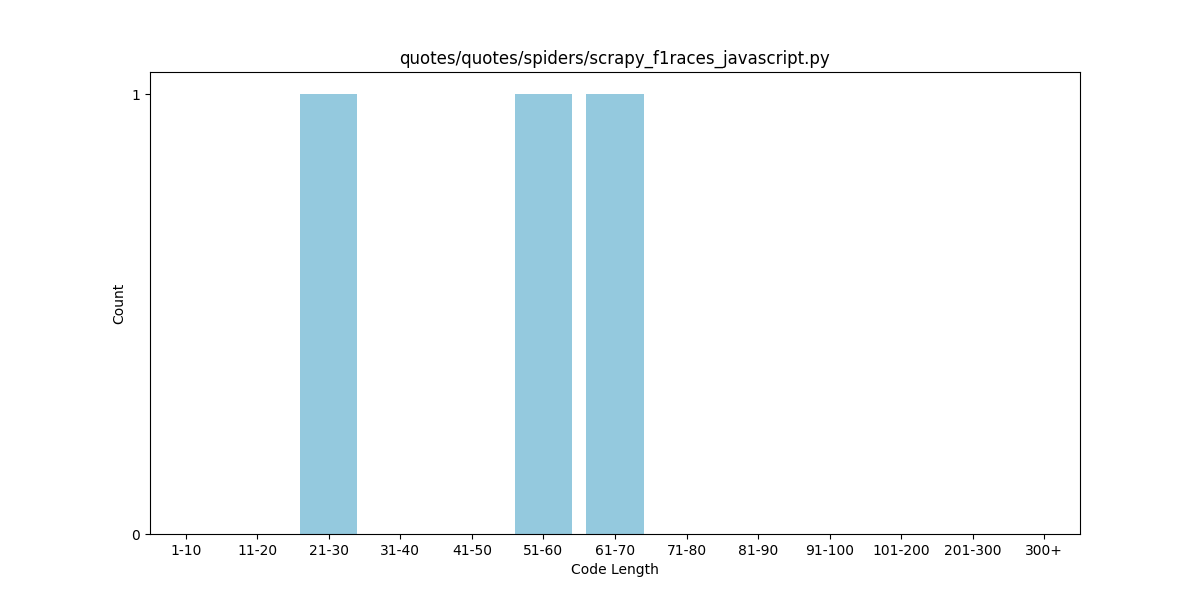 quotes/quotes/spiders/scrapy_f1races_javascript.py
1
Count
0
1-10 11-20 21-30 31-40 41-50 51-60 61-70 71-80 81-90 91-100 101-200 201-300 300+
Code Length